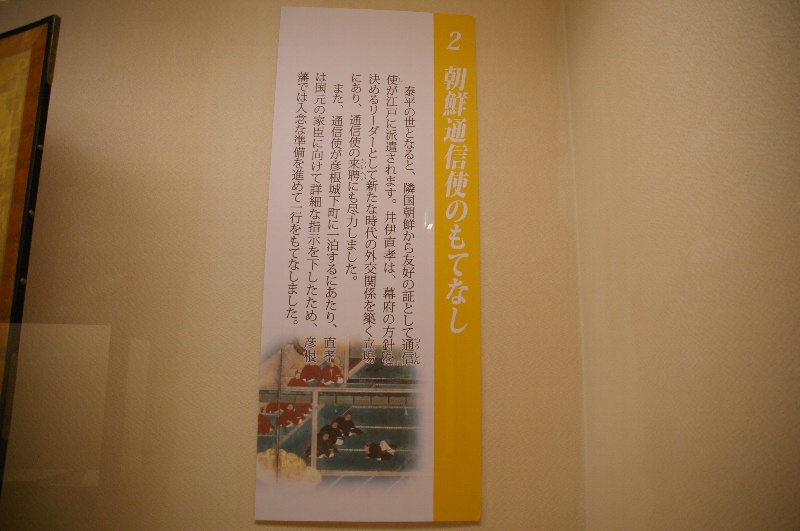 2 朝鮮通信使のもてなし
泰平の世となると、隣国朝鮮から友好の証として通信
使が江戸に派遣されます。井伊直孝は、幕府の方針を
決めるリーダーとして新たな時代の外交関係を築く立場
にあり、通信使の来聘にも尽力しました。
また、通信使が彦根城下町に一泊するにあたり、直孝
は国元の家臣に向けて詳細な指示を下したため、彦根
藩では入念な準備を進めて一行をもてなしました。